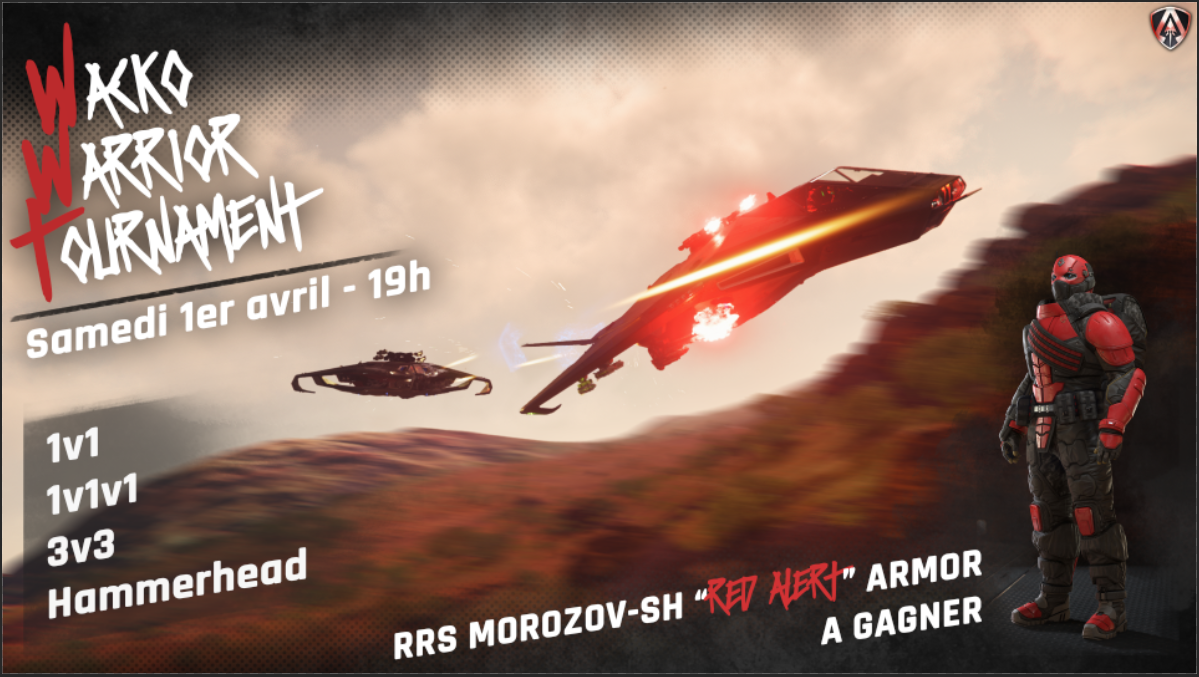 Wacko
Warrior
Tournament
Samedi 1er avril - 19h
1v1
1v1v1
3v3
Hammerhead
RRS MOROZOV-SH “RED ALERT” ARMOR
A GAGNER